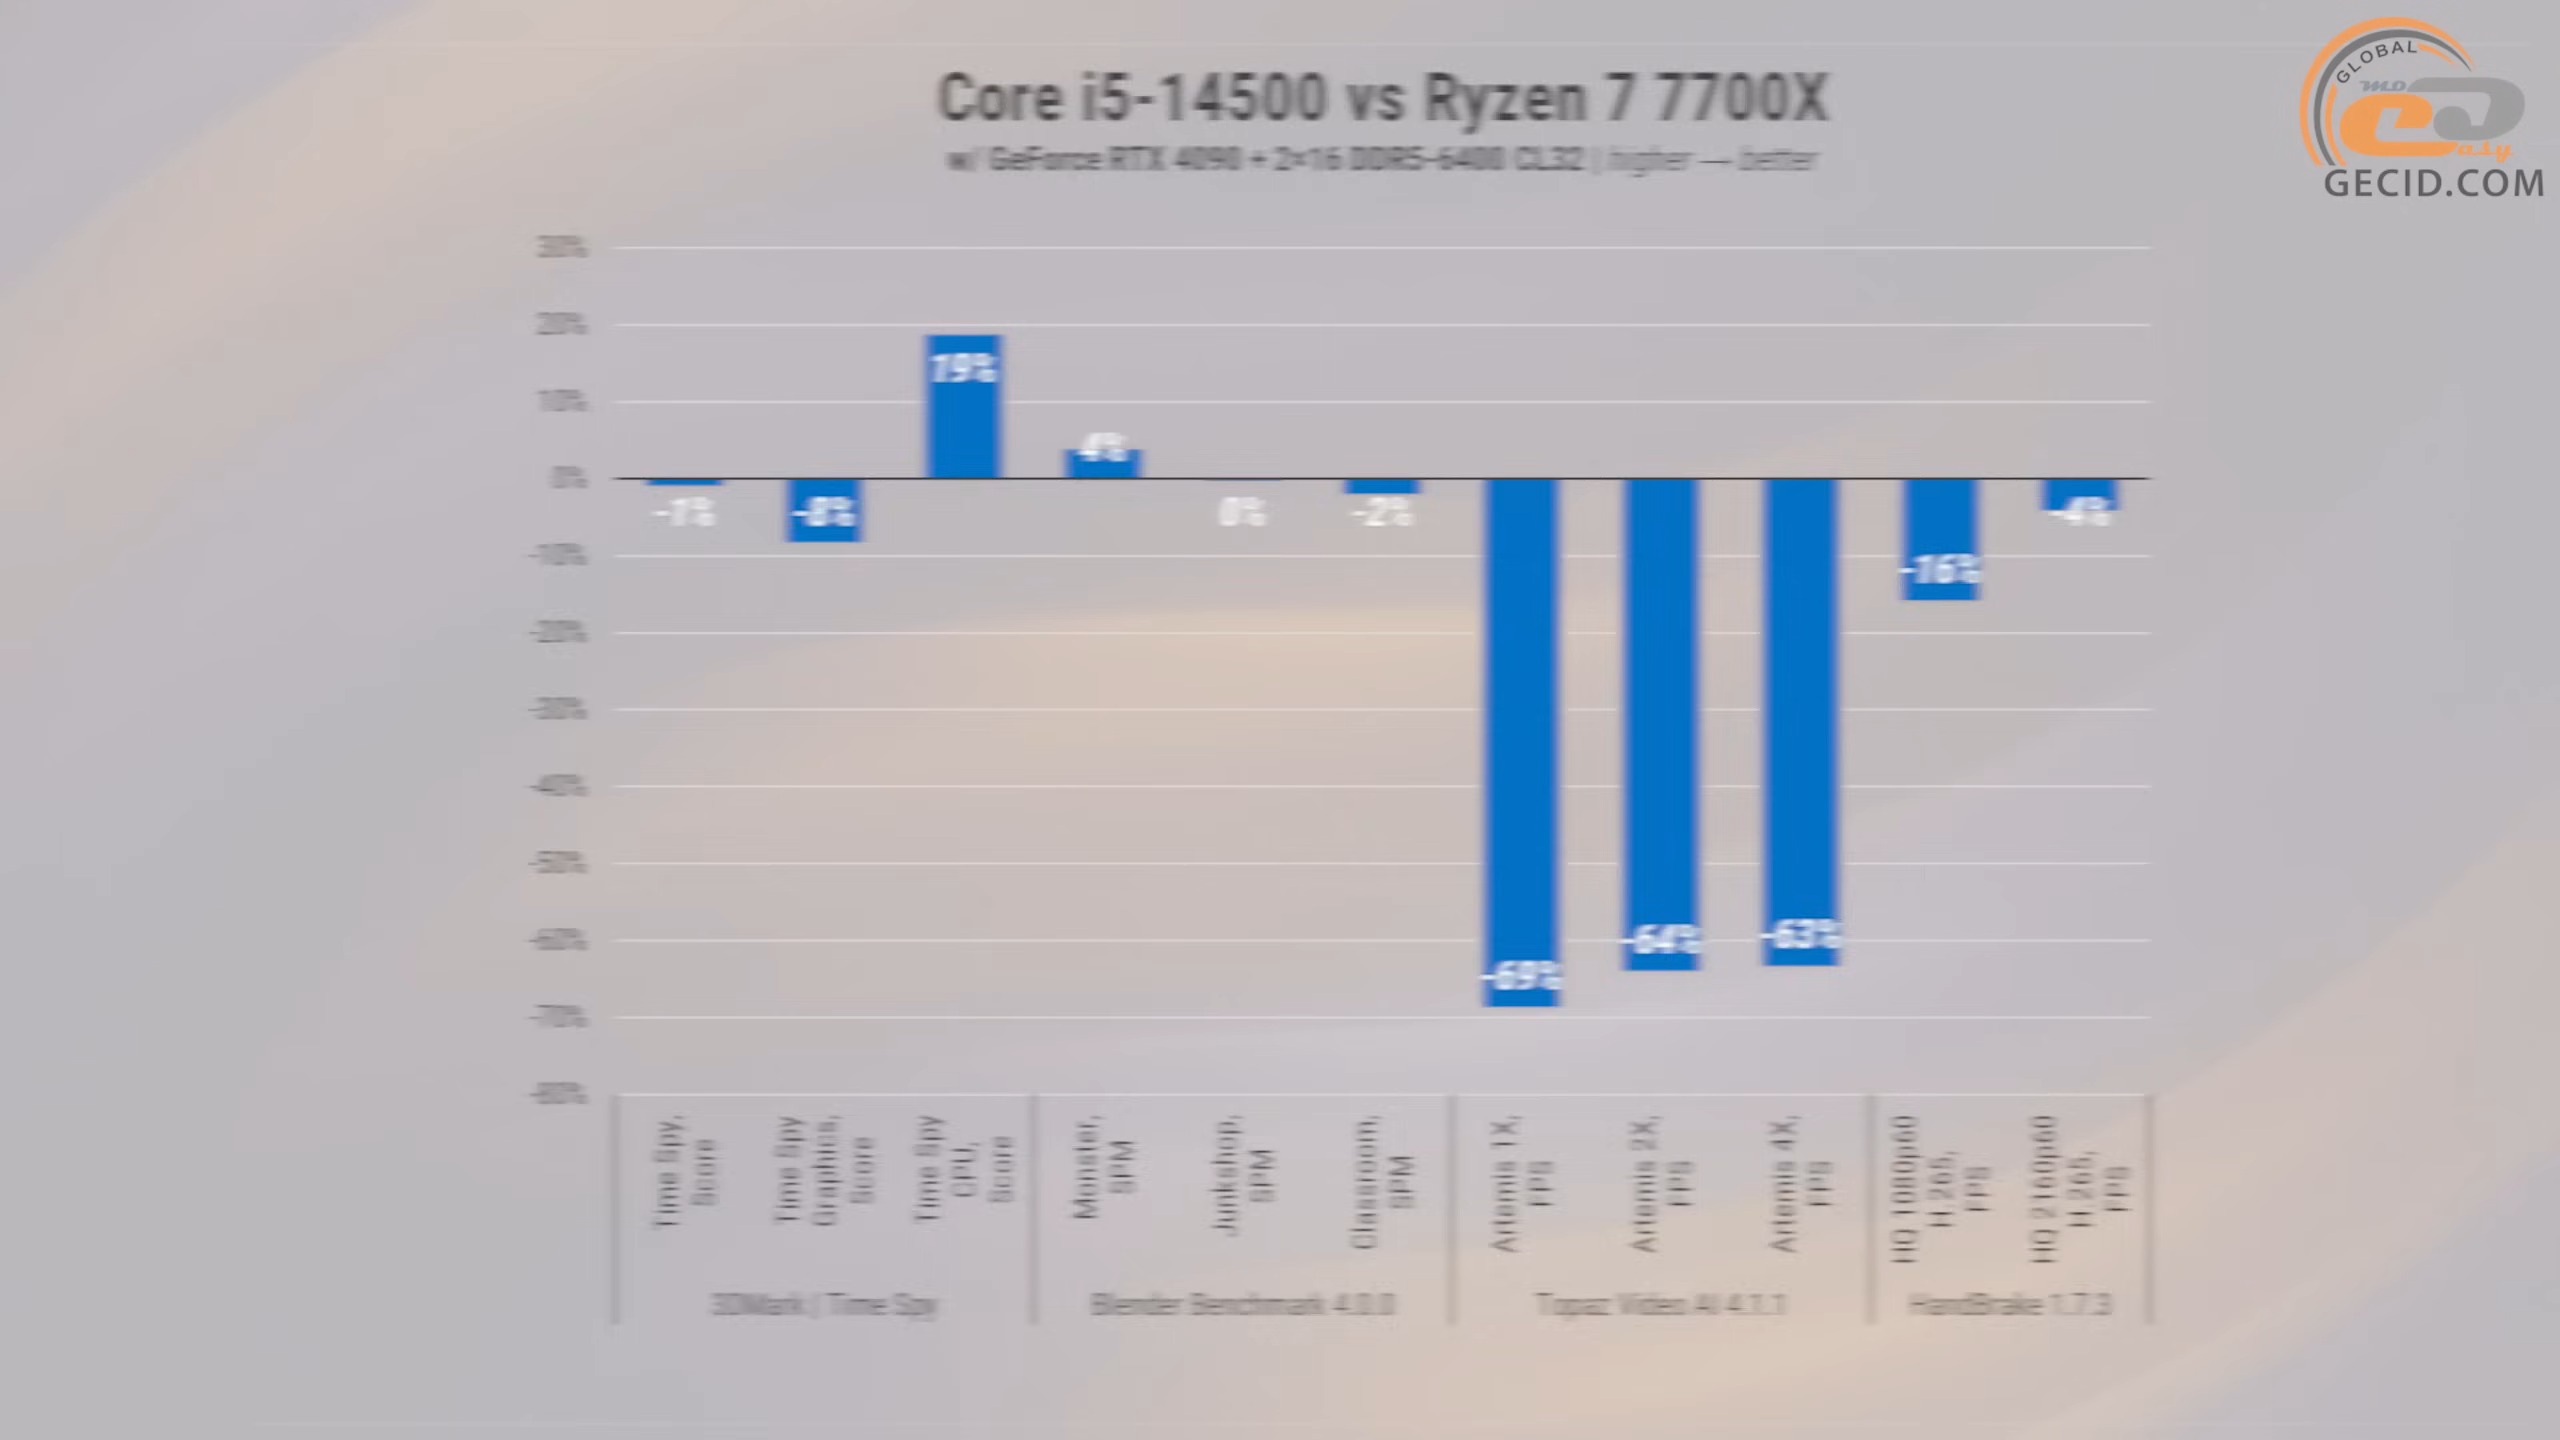 Core i5-14500 vs Ryzen 7 7700X
w/ GeForce RTX 4090 + 2×16 DDR5-6400 CL32 | higher — better
GLOBAL
GECID.COM
30%
20%
10%
0%
-10%
-20%
-30%
-40%
-50%
-60%
-70%
-80%
-1%
-8%
19%
4%
0%
-2%
-69%
-64%
-63%
-16%
-4%
Time Spy,
Score
Time Spy
Graphics,
Score
Time Spy
CPU,
Score
Monster,
SPM
Junkshop,
SPM
Classroom,
SPM
Artemis 1X,
FPS
Artemis 2X,
FPS
Artemis 4X,
FPS
HQ 1080p60
H.265,
FPS
HQ 2160p60
H.265,
FPS
3DMark | Time Spy
Blender Benchmark 4.0.0
Topaz Video AI 4.1.1
HandBrake 1.7.3